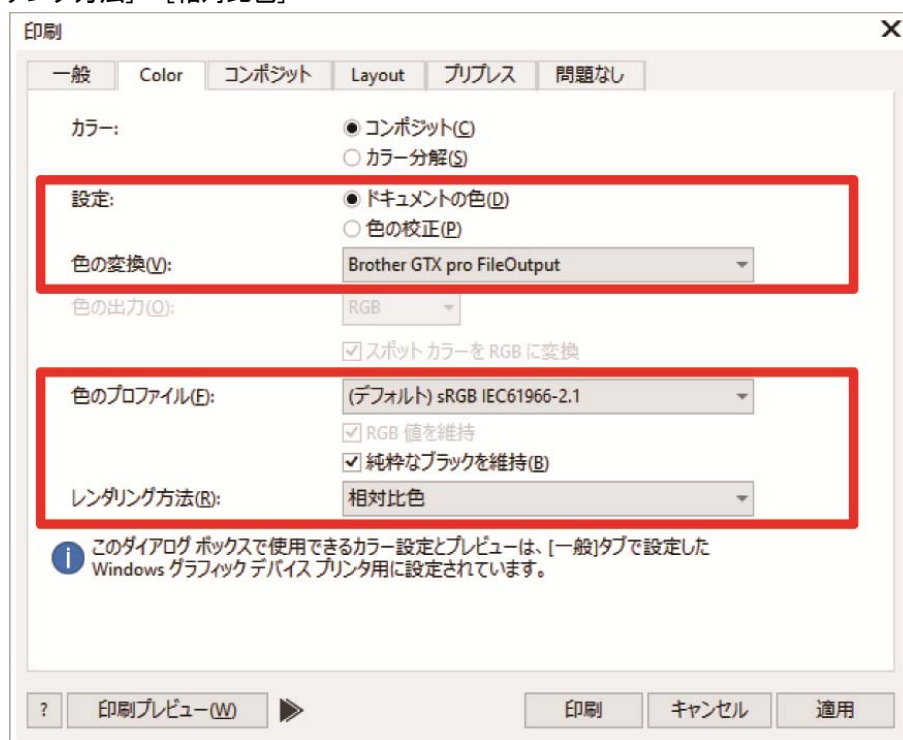 印刷
一般 Color コンポジット Layout プリプレス 問題なし
カラー: コンポジット(C)
カラー分解(S)
設定: ドキュメントの色(D)
色の校正(P)
色の変換(V): Brother GTX pro FileOutput
色の出力(O): RGB
スポット カラーを RGB に変換
色のプロファイル(F): (デフォルト) sRGB IEC61966-2.1
RGB 値を維持
純粋なブラックを維持(B)
レンダリング方法(R): 相対比色
このダイアログ ボックスで使用できるカラー設定とプレビューは、[一般]タブで設定した
Windows グラフィック デバイス プリンタ用に設定されています。
? 印刷プレビュー(W) 印刷 キャンセル 適用